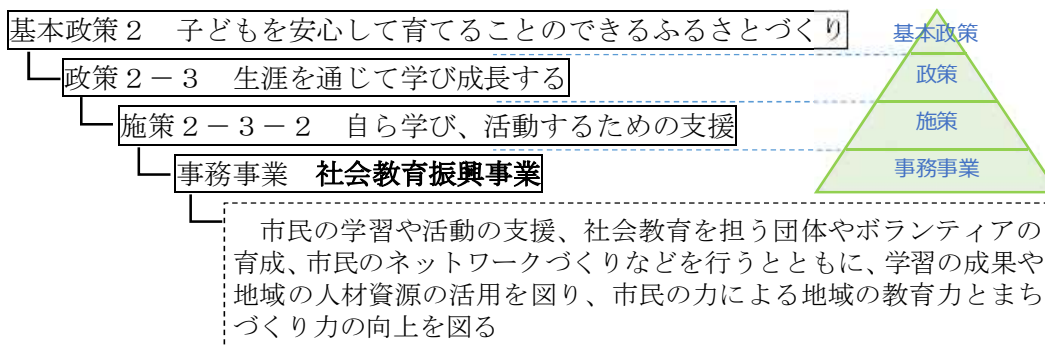 基本政策2　子どもを安心して育てることのできるふるさとづくり
政策2－3　生涯を通じて学び成長する
施策2－3－2　自ら学び、活動するための支援
事務事業　社会教育振興事業
市民の学習や活動の支援、社会教育を担う団体やボランティアの
育成、市民のネットワークづくりなどを行うとともに、学習の成果や
地域の人材資源の活用を図り、市民の力による地域の教育力とまち
づくり力の向上を図る
基本政策
政策
施策
事務事業